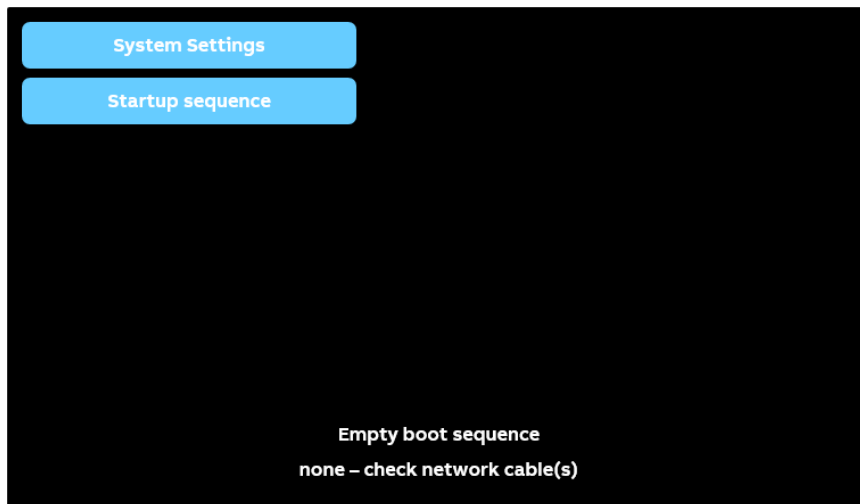 System Settings
Startup sequence
Empty boot sequence
none – check network cable(s)